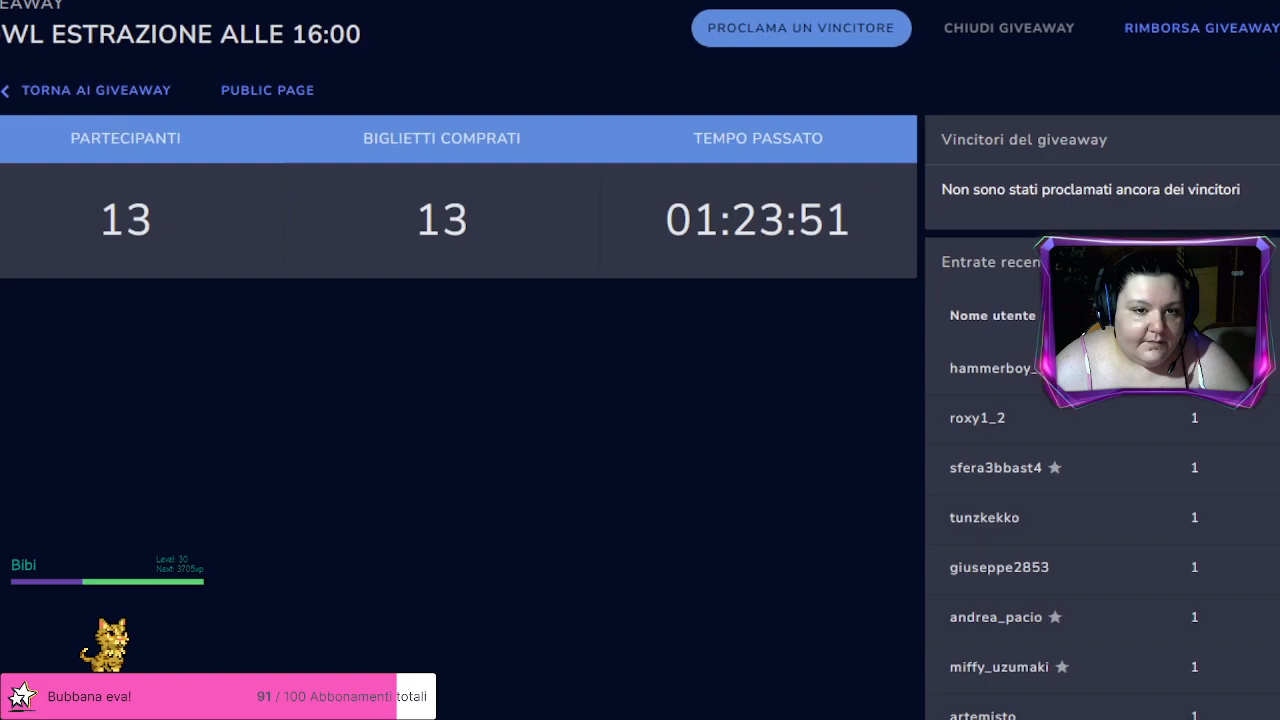 EAWAY
WL ESTRAZIONE ALLE 16:00
PROCLAMA UN VINCITORE
CHIUDI GIVEAWAY
RIMBORSA GIVEAWAY
TORNA AI GIVEAWAY
PUBLIC PAGE
PARTECIPANTI
BIGLIETTI COMPRATI
TEMPO PASSATO
13
13
01:23:51
Vincitori del giveaway
Non sono stati proclamati ancora dei vincitori
Entrate recen
Nome utente
hammerboy_
roxy1_2 1
sfera3bbast4 1
tunzkekko 1
giuseppe2853 1
andrea_pacio 1
miffy_uzumaki 1
artemisto 1
Bibi
Level: 30
Next: 3705xp
Bubbana eva!
91 / 100 Abbonamenti totali